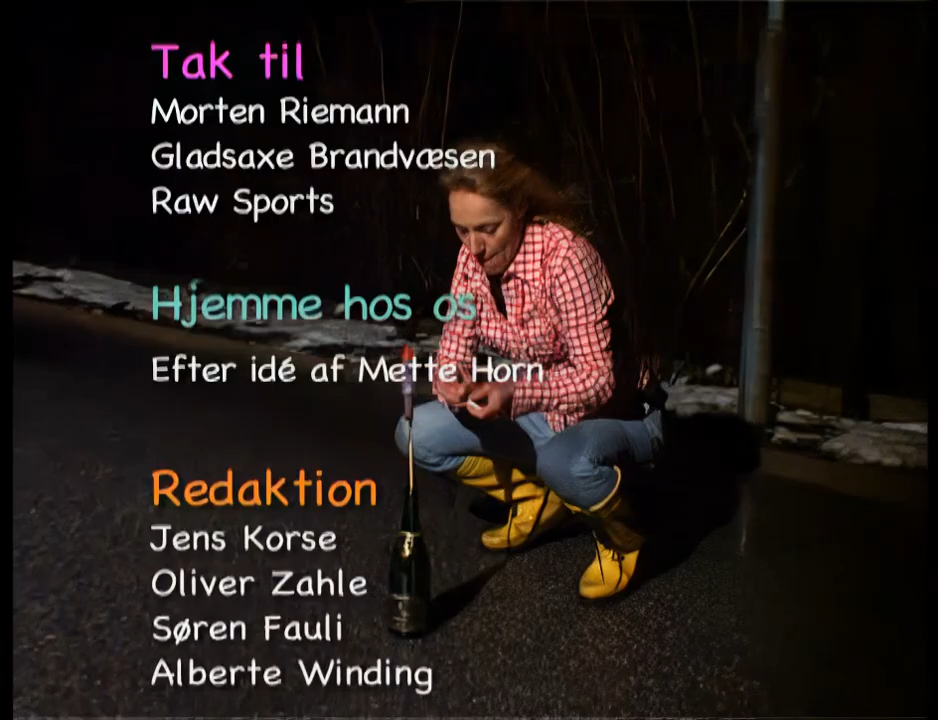 Tak til
Morten Riemann
Gladsaxe Brandvæsen
Raw Sports
Hjemme hos os
Efter idé af Mette Horn
Redaktion
Jens Korse
Oliver Zahle
Søren Fauli
Alberte Winding